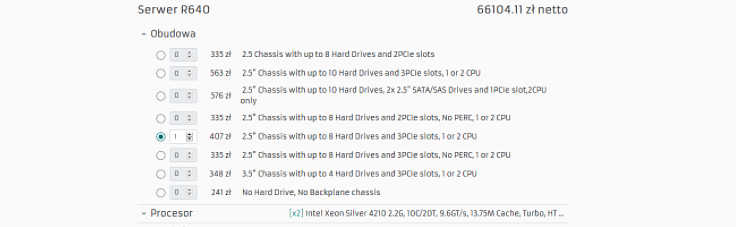 Serwer R640 66104.11 zł netto
Obudowa
0 335 zł 2.5 Chassis with up to 8 Hard Drives and 2PCIe slots
0 563 zł 2.5" Chassis with up to 10 Hard Drives and 3PCIe slots, 1 or 2 CPU
0 576 zł 2.5" Chassis with up to 10 Hard Drives, 2x 2.5" SATA/SAS Drives and 1PCIe slot,2CPU
only
0 335 zł 2.5" Chassis with up to 8 Hard Drives and 2PCIe slots, No PERC, 1 or 2 CPU
1 407 zł 2.5" Chassis with up to 8 Hard Drives and 3PCIe slots, 1 or 2 CPU
0 335 zł 2.5" Chassis with up to 8 Hard Drives and 3PCIe slots, No PERC, 1 or 2 CPU
0 348 zł 3.5" Chassis with up to 4 Hard Drives and 3PCIe slots, 1 or 2 CPU
0 241 zł No Hard Drive, No Backplane chassis
Procesor [x2] Intel Xeon Silver 4210 2.2G, 10C/20T, 9.6GT/s, 13.75M Cache, Turbo, HT ...